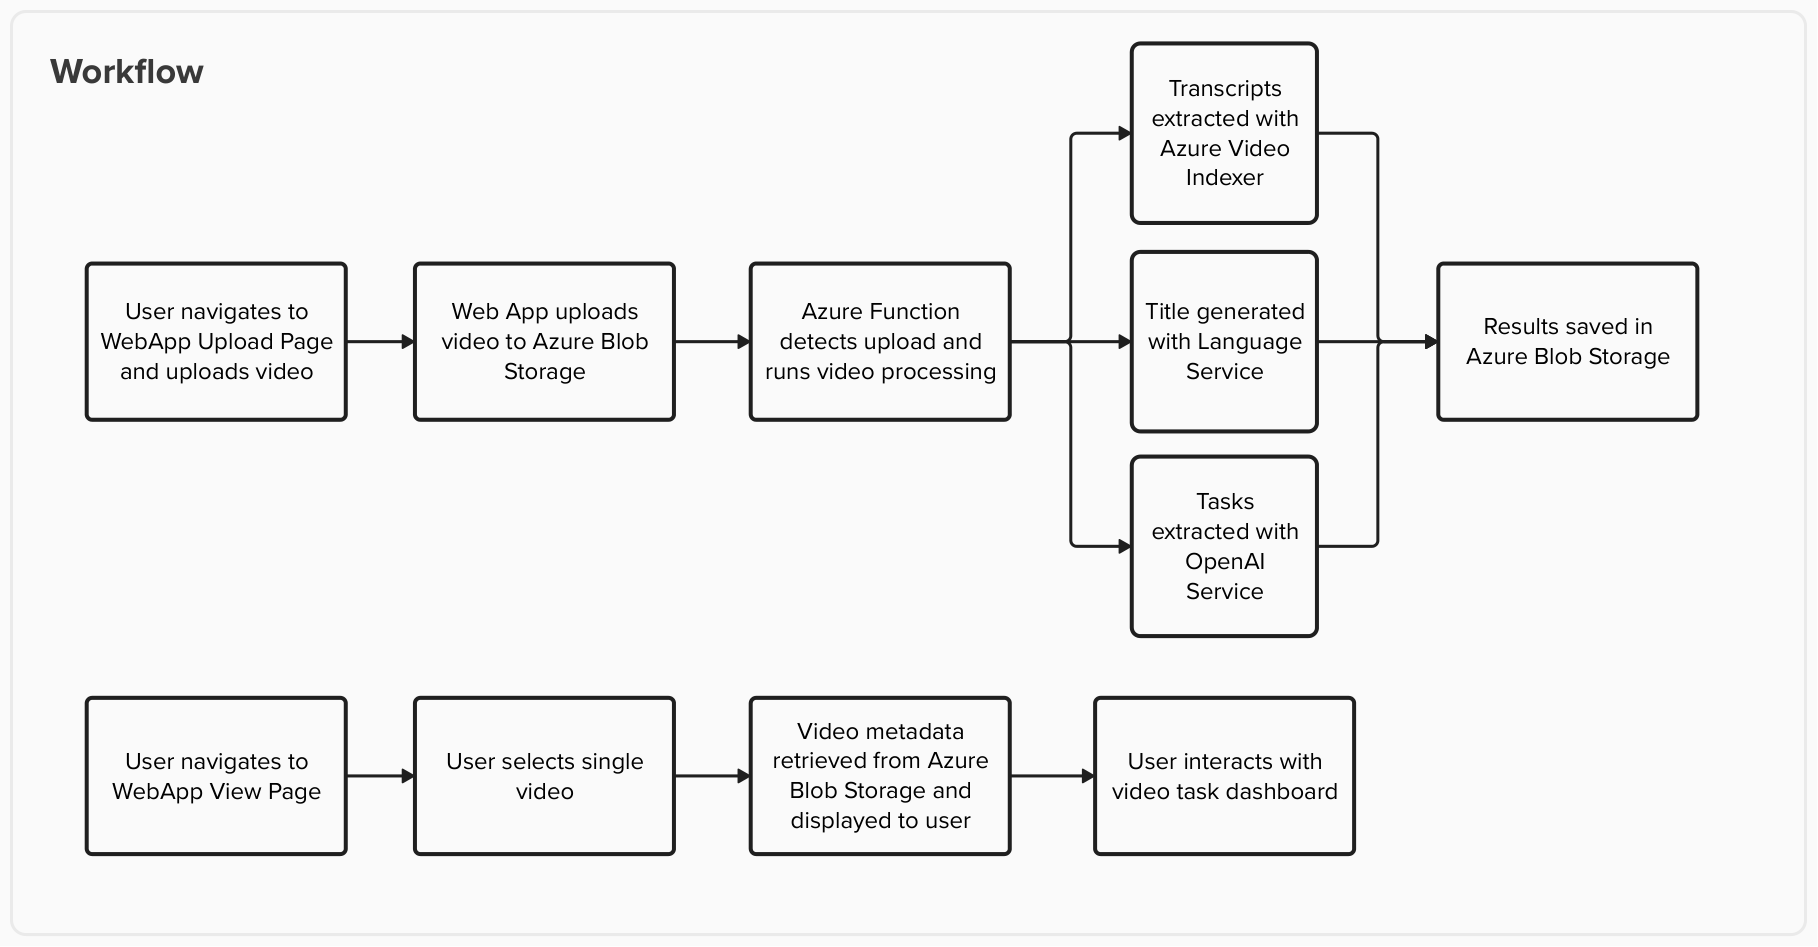 Workflow
User navigates to
WebApp Upload Page
and uploads video
Web App uploads
video to Azure Blob
Storage
Azure Function
detects upload and
runs video processing
Transcripts
extracted with
Azure Video
Indexer
Title generated
with Language
Service
Tasks
extracted with
OpenAI
Service
Results saved in
Azure Blob Storage
User navigates to
WebApp View Page
User selects single
video
Video metadata
retrieved from Azure
Blob Storage and
displayed to user
User interacts with
video task dashboard